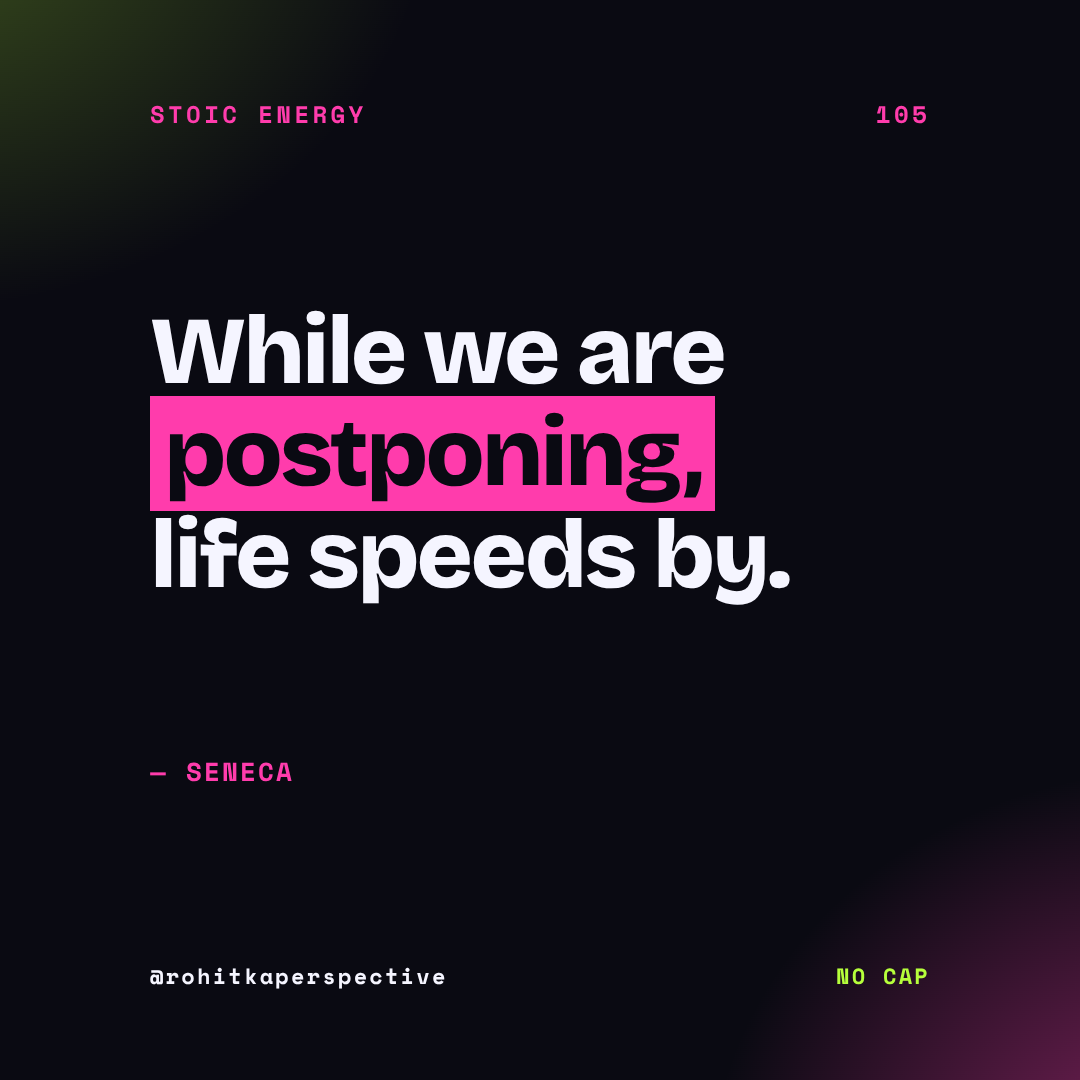 STOIC ENERGY
105
While we are
postponing,
life speeds by.
— SENECA
@rohitkaperspective
NO CAP